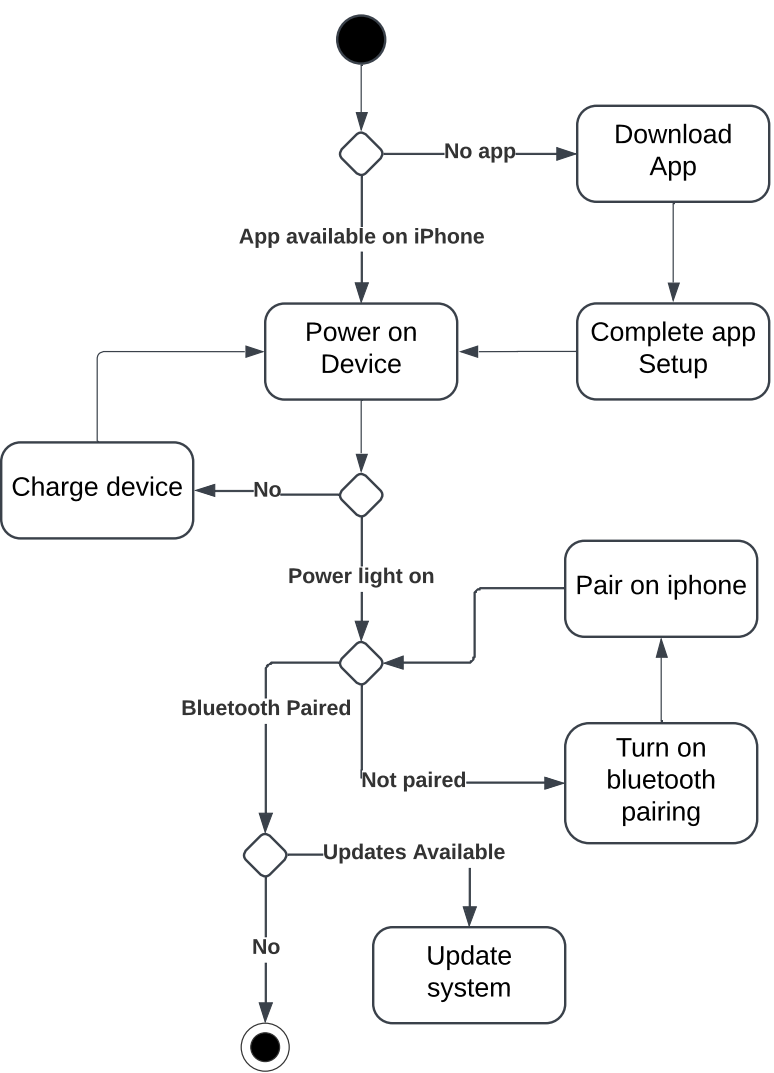 No app
Download
App
App available on iPhone
Power on
Device
Complete app
Setup
Charge device
No
Power light on
Pair on iphone
Bluetooth Paired
Not paired
Turn on
bluetooth
pairing
Updates Available
No
Update
system